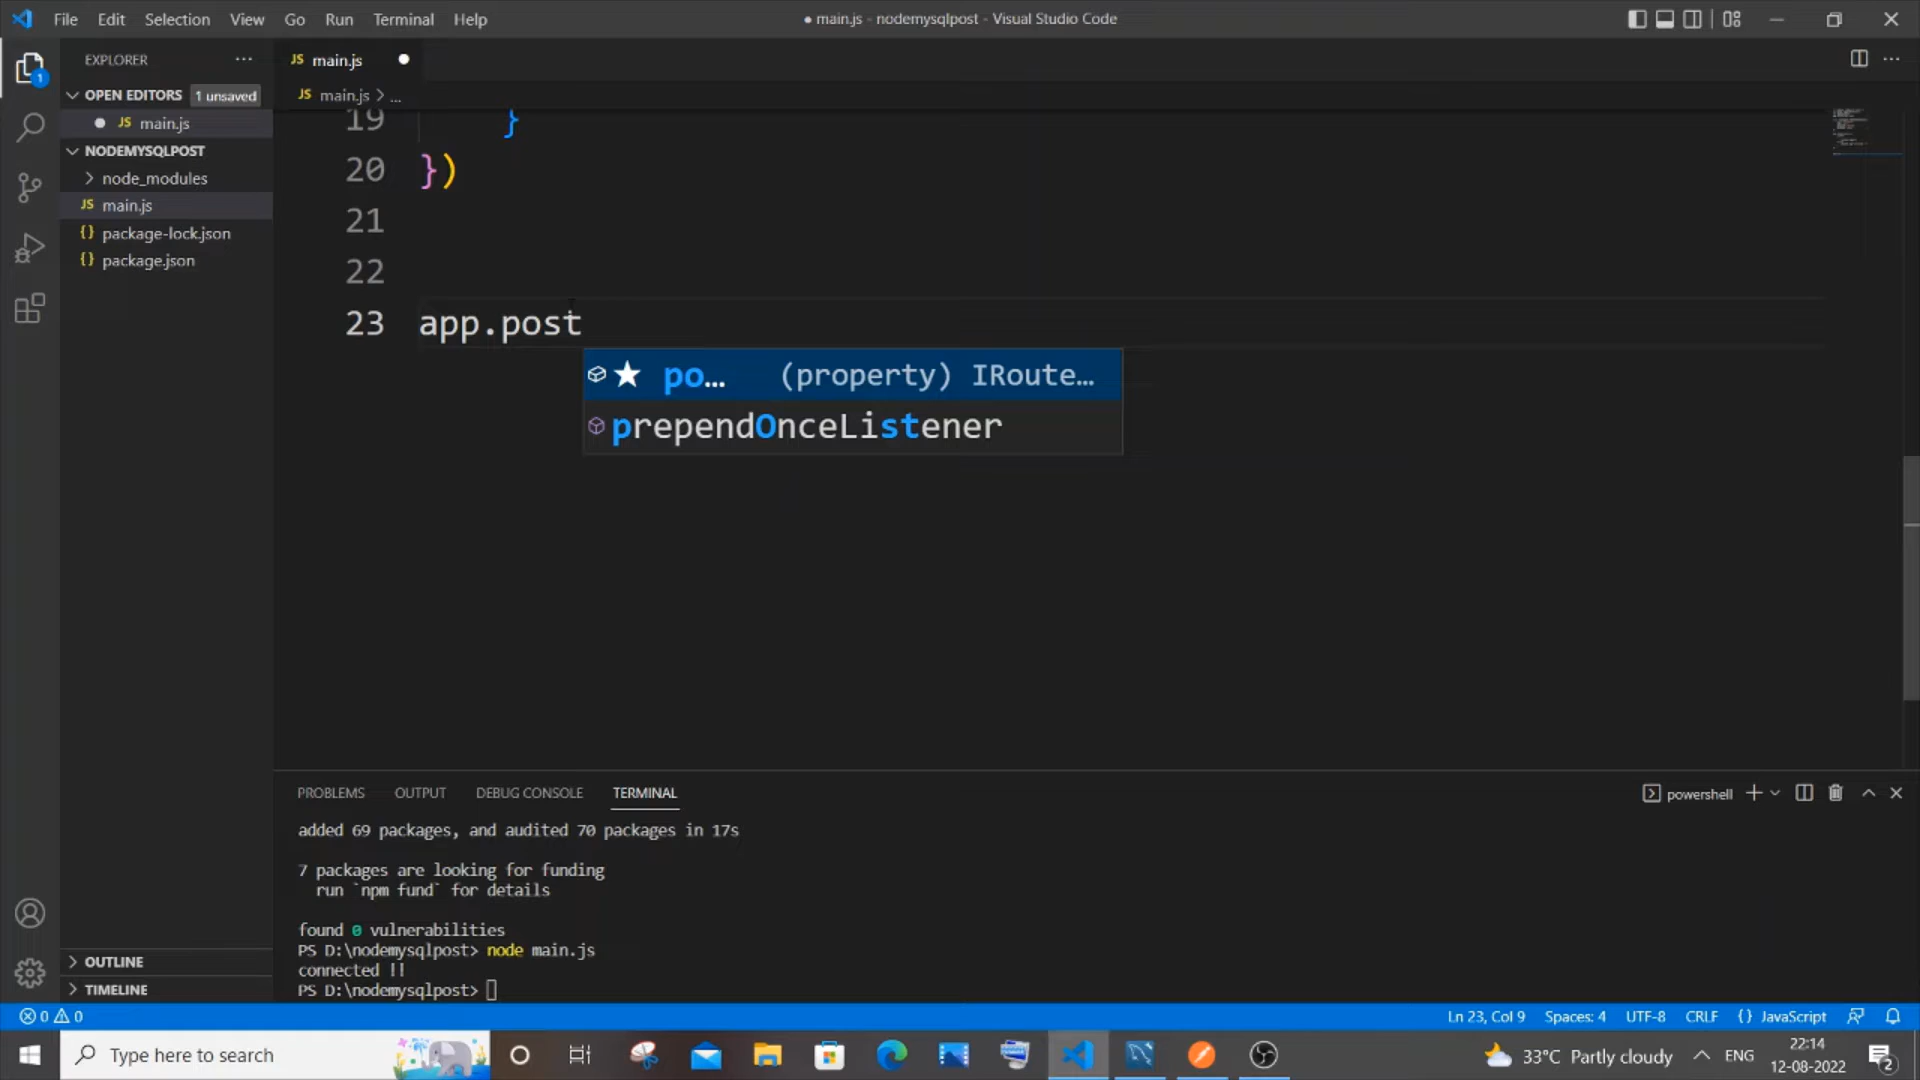 File Edit Selection View Go Run Terminal Help
● main.js - nodemysqlpost - Visual Studio Code
EXPLORER
OPEN EDITORS 1 unsaved
JS main.js
NODEMYSQLPOST
node_modules
JS main.js
{} package-lock.json
{} package.json
OUTLINE
TIMELINE
JS main.js
JS main.js > ...
19 }
20 })
21
22
23 app.post
po... (property) IRoute...
prependOnceListener
PROBLEMS OUTPUT DEBUG CONSOLE TERMINAL
powershell
added 69 packages, and audited 70 packages in 17s
7 packages are looking for funding
run `npm fund` for details
found 0 vulnerabilities
PS D:\nodemysqlpost> node main.js
connected !!
PS D:\nodemysqlpost>
0 0
Ln 23, Col 9 Spaces: 4 UTF-8 CRLF {} JavaScript
Type here to search
33°C Partly cloudy
ENG
22:14
12-08-2022
2
1